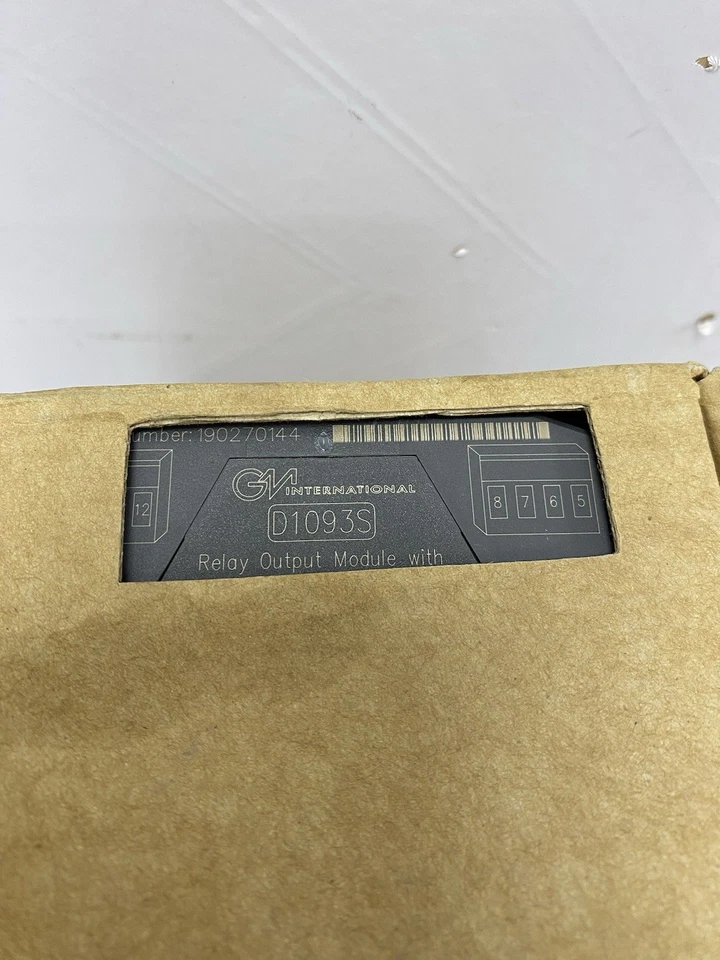 umber: 190270144
12
GM INTERNATIONAL
8 7 6 5
D1093S
Relay Output Module with